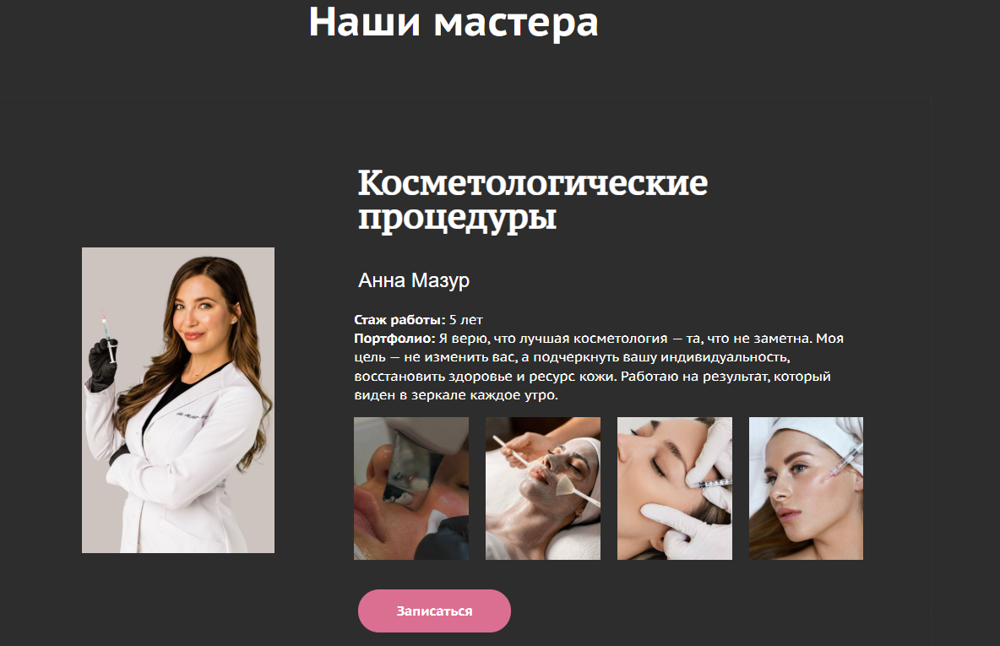 Наши мастера
Косметологические
процедуры
Анна Мазур
Стаж работы: 5 лет
Портфолио: Я верю, что лучшая косметология — та, что не заметна. Моя
цель — не изменить вас, а подчеркнуть вашу индивидуальность,
восстановить здоровье и ресурс кожи. Работаю на результат, который
виден в зеркале каждое утро.
Записаться